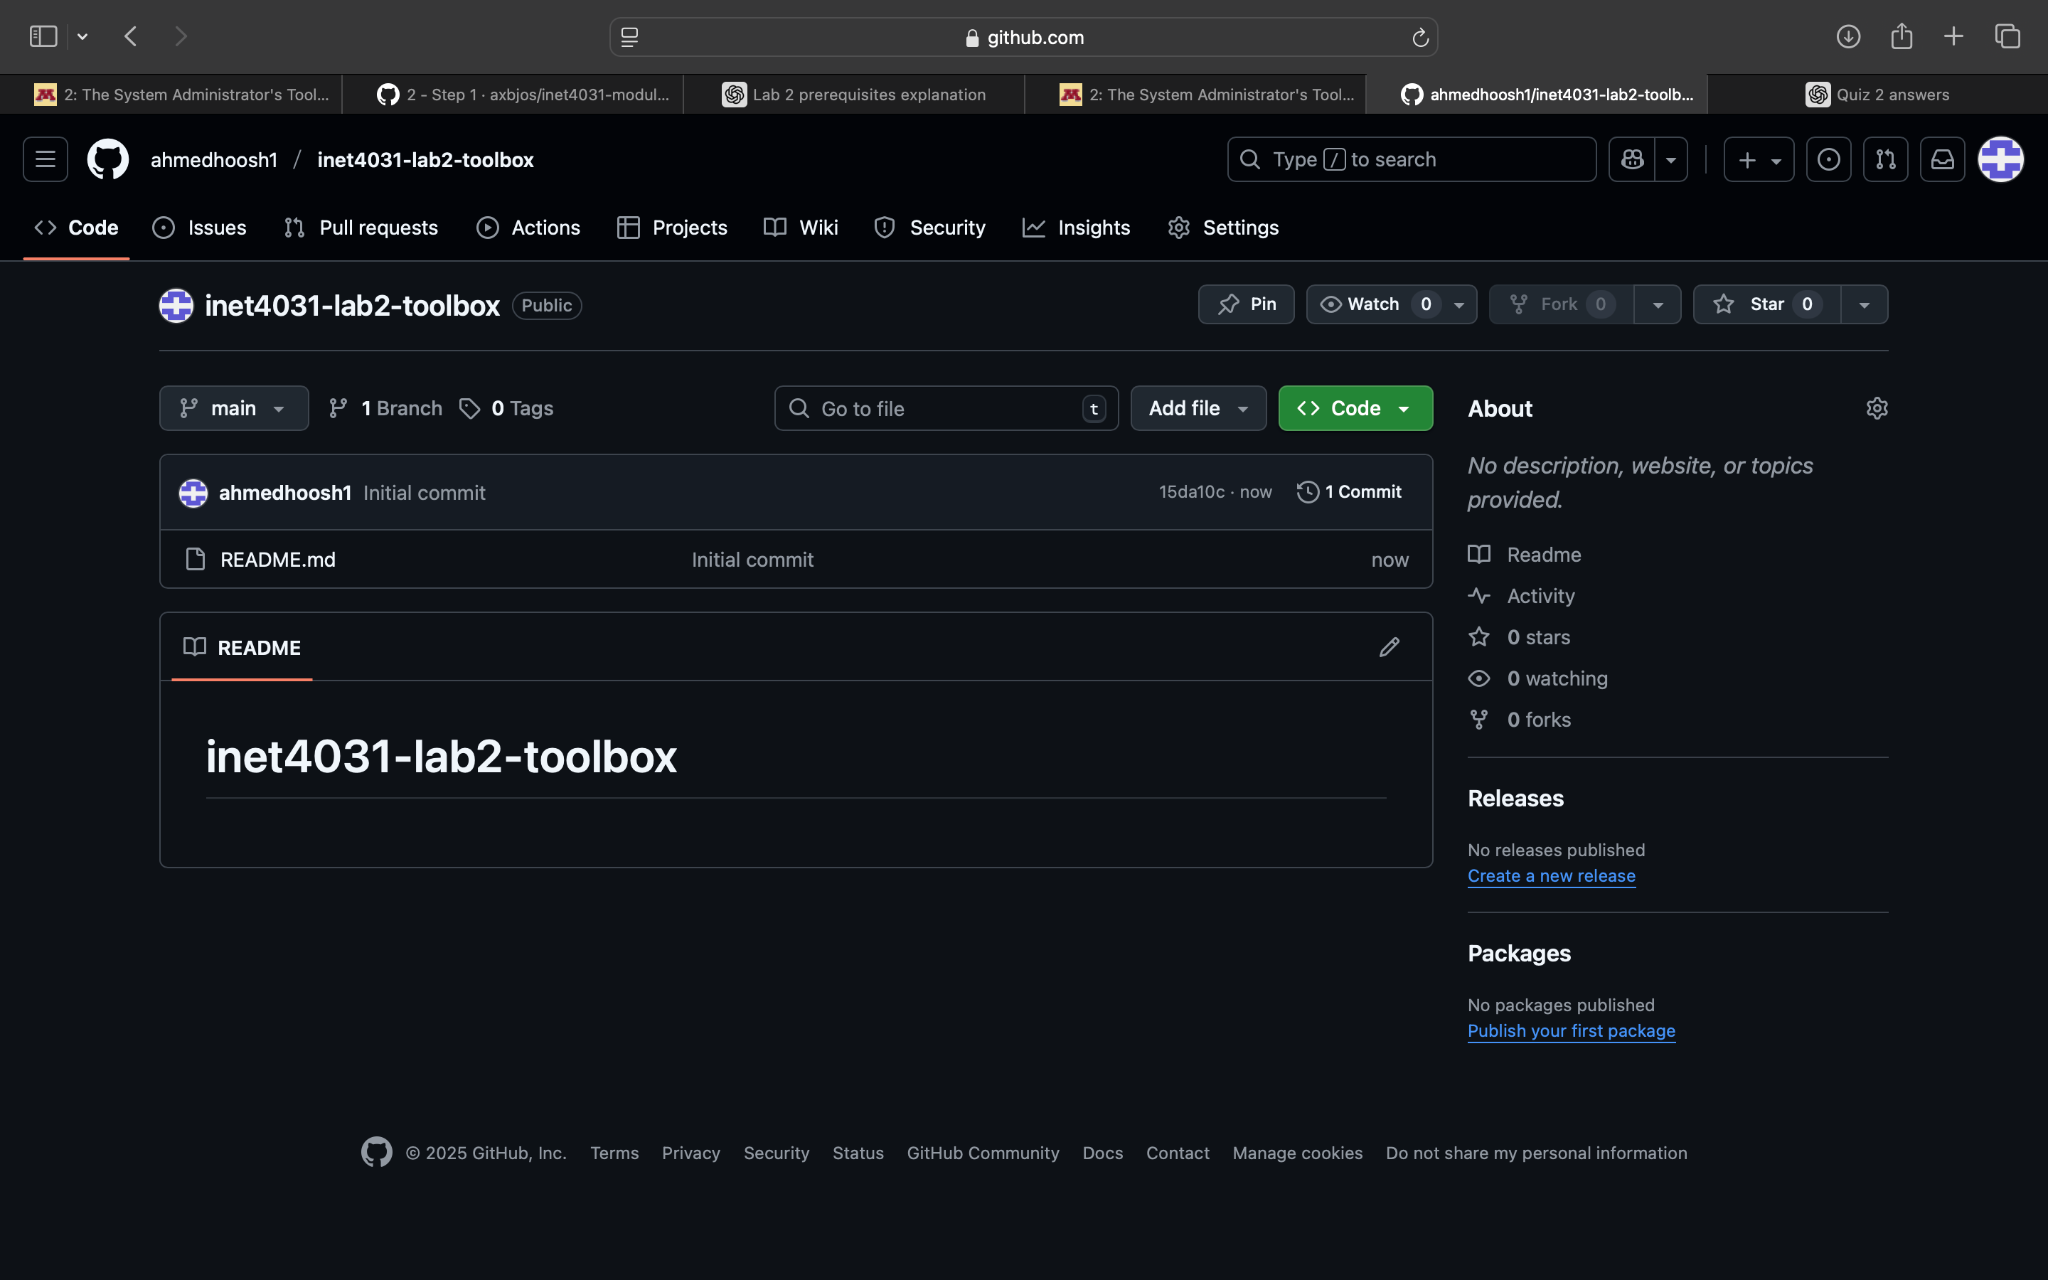 github.com
2: The System Administrator's Tool...
2 - Step 1 · axbjos/inet4031-modul...
Lab 2 prerequisites explanation
2: The System Administrator's Tool...
ahmedhoosh1/inet4031-lab2-toolb...
Quiz 2 answers
ahmedhoosh1 / inet4031-lab2-toolbox
Type / to search
Code
Issues
Pull requests
Actions
Projects
Wiki
Security
Insights
Settings
inet4031-lab2-toolbox Public
Pin
Watch 0
Fork 0
Star 0
main
1 Branch
0 Tags
Go to file t
Add file
Code
ahmedhoosh1 Initial commit
15da10c · now
1 Commit
README.md Initial commit now
README
inet4031-lab2-toolbox
About
No description, website, or topics
provided.
Readme
Activity
0 stars
0 watching
0 forks
Releases
No releases published
Create a new release
Packages
No packages published
Publish your first package
© 2025 GitHub, Inc. Terms Privacy Security Status GitHub Community Docs Contact Manage cookies Do not share my personal information